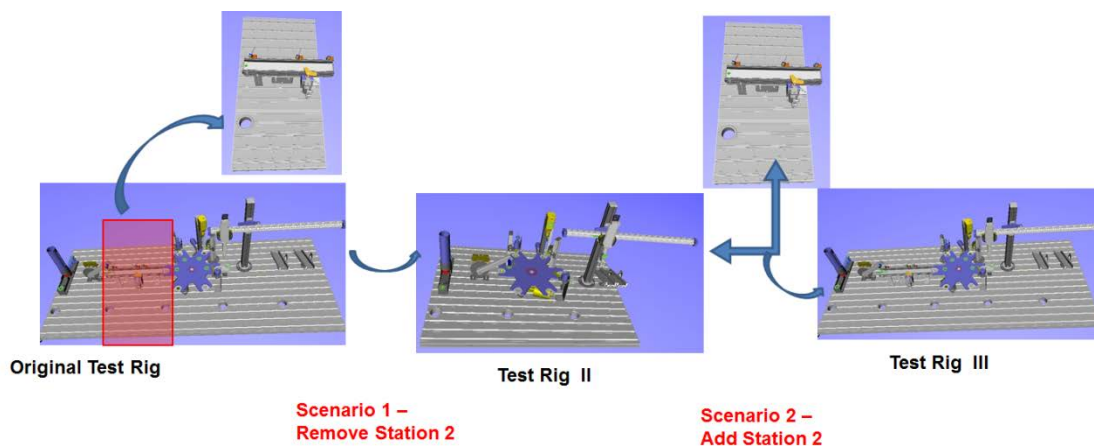 Original Test Rig
Test Rig II
Test Rig III
Scenario 1 –
Remove Station 2
Scenario 2 –
Add Station 2